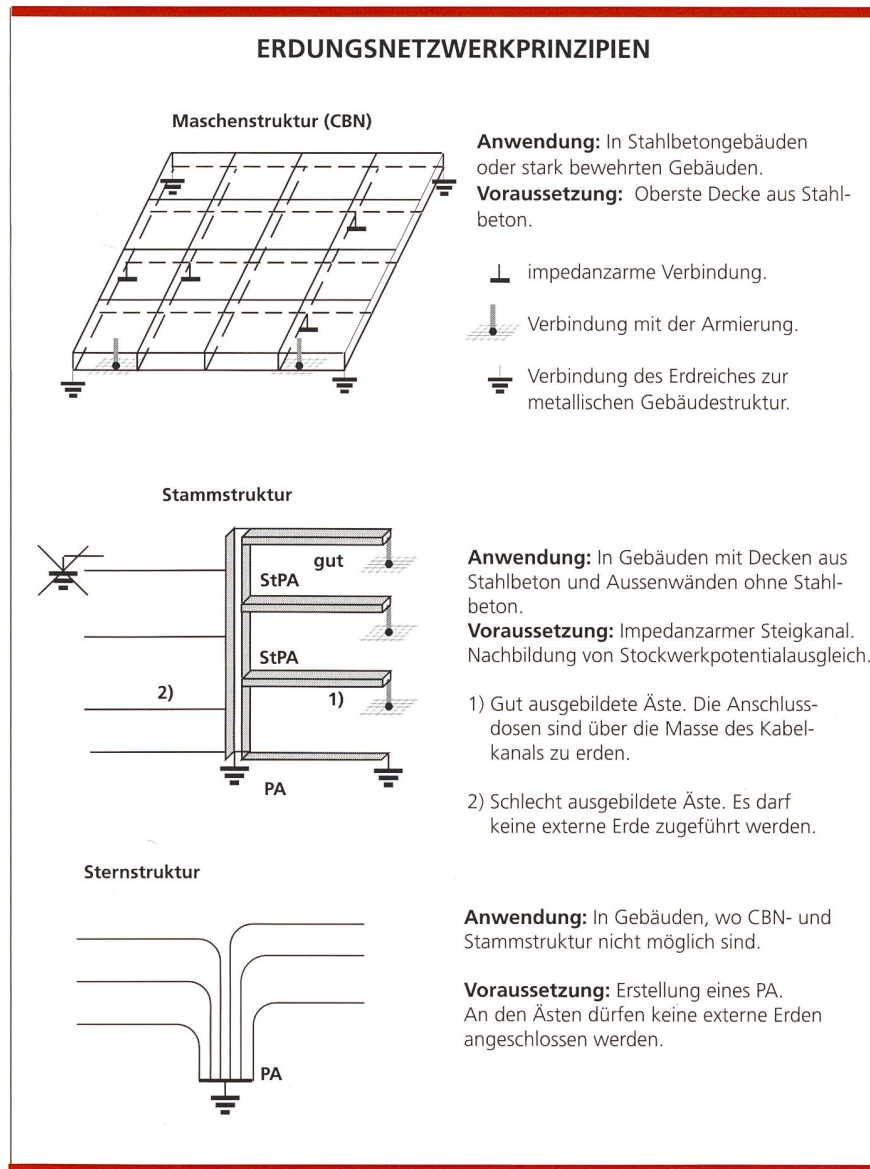 ERDUNGSNETZWERKPRINZIPIEN
Maschenstruktur (CBN)
Anwendung: In Stahlbetongebäuden
oder stark bewehrten Gebäuden.
Voraussetzung: Oberste Decke aus Stahl-
beton.
impedanzarme Verbindung.
Verbindung mit der Armierung.
Verbindung des Erdreiches zur
metallischen Gebäudestruktur.
Stammstruktur
gut
StPA
StPA
2)
1)
PA
Anwendung: In Gebäuden mit Decken aus
Stahlbeton und Aussenwänden ohne Stahl-
beton.
Voraussetzung: Impedanzarmer Steigkanal.
Nachbildung von Stockwerkpotentialausgleich.
1) Gut ausgebildete Äste. Die Anschluss-
dosen sind über die Masse des Kabel-
kanals zu erden.
2) Schlecht ausgebildete Äste. Es darf
keine externe Erde zugeführt werden.
Sternstruktur
PA
Anwendung: In Gebäuden, wo CBN- und
Stammstruktur nicht möglich sind.
Voraussetzung: Erstellung eines PA.
An den Ästen dürfen keine externe Erden
angeschlossen werden.